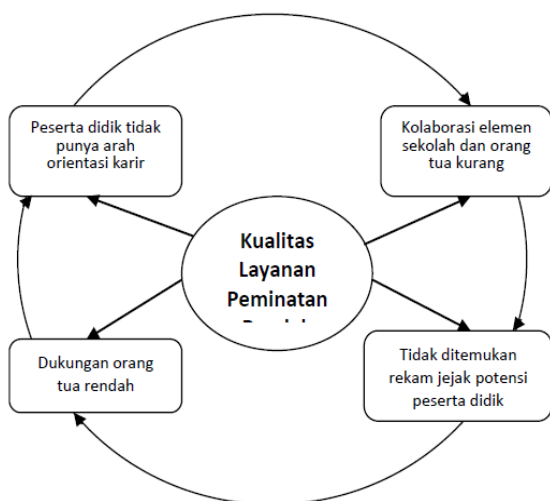 Peserta didik tidak
punya arah
orientasi karir
Kolaborasi elemen
sekolah dan orang
tua kurang
Kualitas
Layanan
Peminatan
Dukungan orang
tua rendah
Tidak ditemukan
rekam jejak potensi
peserta didik